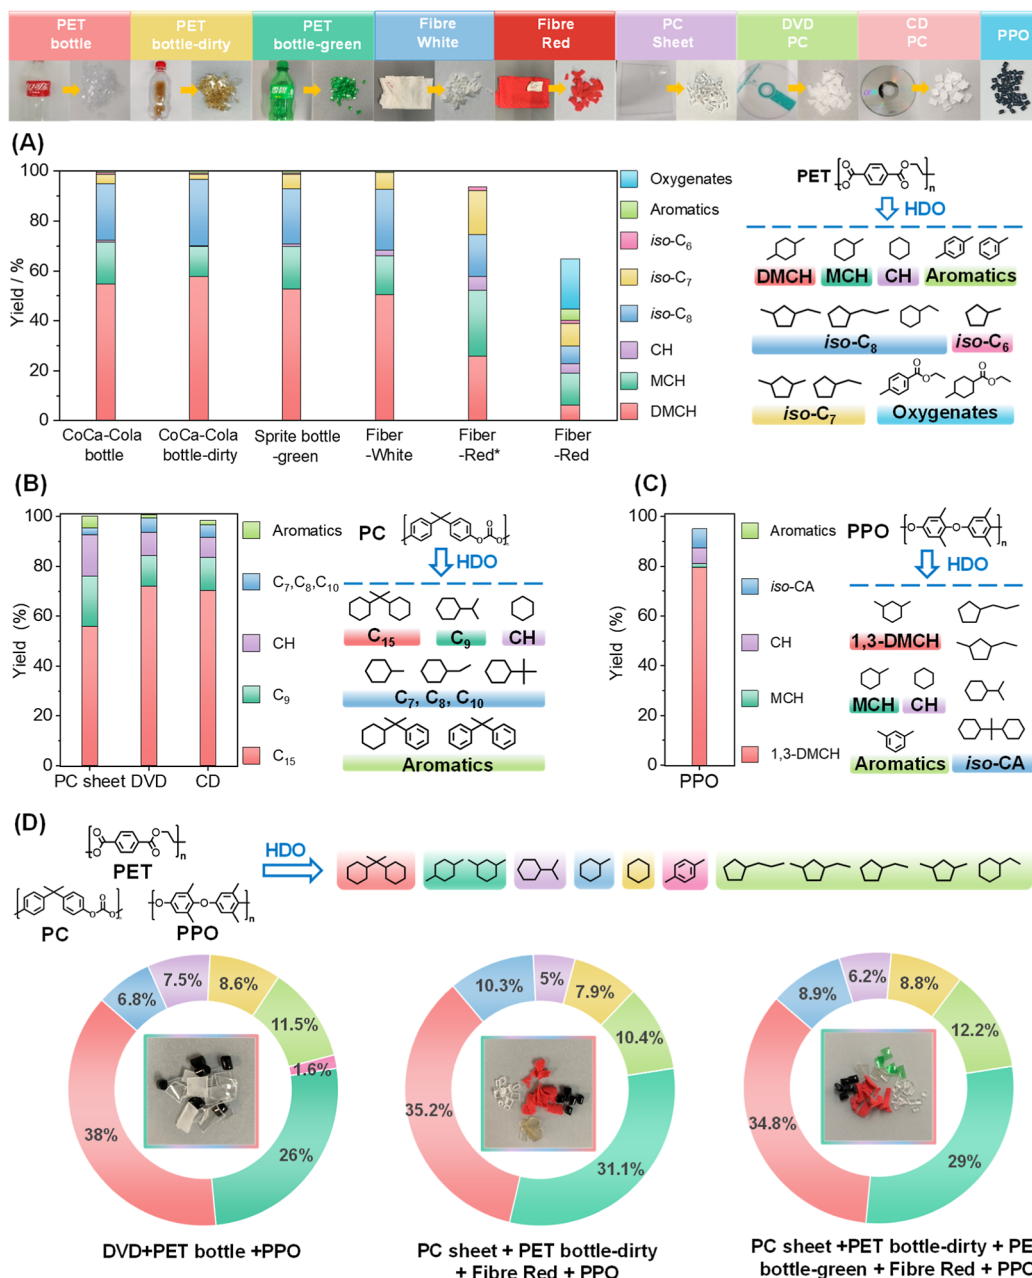 PET
bottle
PET
bottle-dirty
PET
bottle-green
Fibre
White
Fibre
Red
PC
Sheet
DVD
PC
CD
PC
PPO
(A)
Yield / %
100
80
60
40
20
0
CoCa-Cola
bottle
CoCa-Cola
bottle-dirty
Sprite bottle
-green
Fiber
-White
Fiber
-Red*
Fiber
-Red
Oxygenates
Aromatics
iso-C6
iso-C7
iso-C8
CH
MCH
DMCH
PET
O
O
O
O
n
HDO
DMCH
MCH
CH
Aromatics
iso-C8
iso-C6
O
O
O
O
iso-C7
Oxygenates
(B)
Yield (%)
100
80
60
40
20
0
PC sheet
DVD
CD
Aromatics
C7,C8,C10
CH
C9
C15
PC
O
O
O
n
HDO
C15
C9
CH
C7, C8, C10
Aromatics
(C)
Yield (%)
100
80
60
40
20
0
PPO
Aromatics
iso-CA
CH
MCH
1,3-DMCH
PPO
O
O
n
HDO
1,3-DMCH
MCH
CH
Aromatics
iso-CA
(D)
O
O
O
O
n
PET
O
O
O
PC
O
O
n
PPO
HDO
6.8%
7.5%
8.6%
11.5%
1.6%
26%
38%
DVD+PET bottle +PPO
10.3%
5%
7.9%
10.4%
31.1%
35.2%
PC sheet + PET bottle-dirty
+ Fibre Red + PPO
8.9%
6.2%
8.8%
12.2%
29%
34.8%
PC sheet +PET bottle-dirty + PE
bottle-green + Fibre Red + PPO